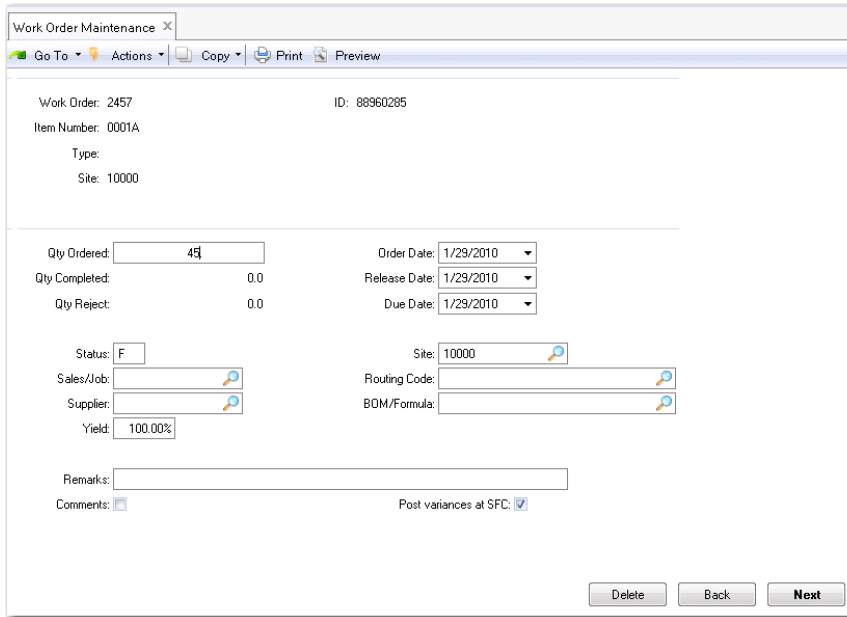 Work Order Maintenance X
Go To Actions Copy Print Preview
Work Order: 2457 ID: 88960285
Item Number: 0001A
Type:
Site: 10000
Qty Ordered: 45 Order Date: 1/29/2010
Qty Completed: 0.0 Release Date: 1/29/2010
Qty Reject: 0.0 Due Date: 1/29/2010
Status: F Site: 10000
Sales/Job: Routing Code:
Supplier: BOM/Formula:
Yield: 100.00%
Remarks:
Comments: Post variances at SFC:
Delete Back Next